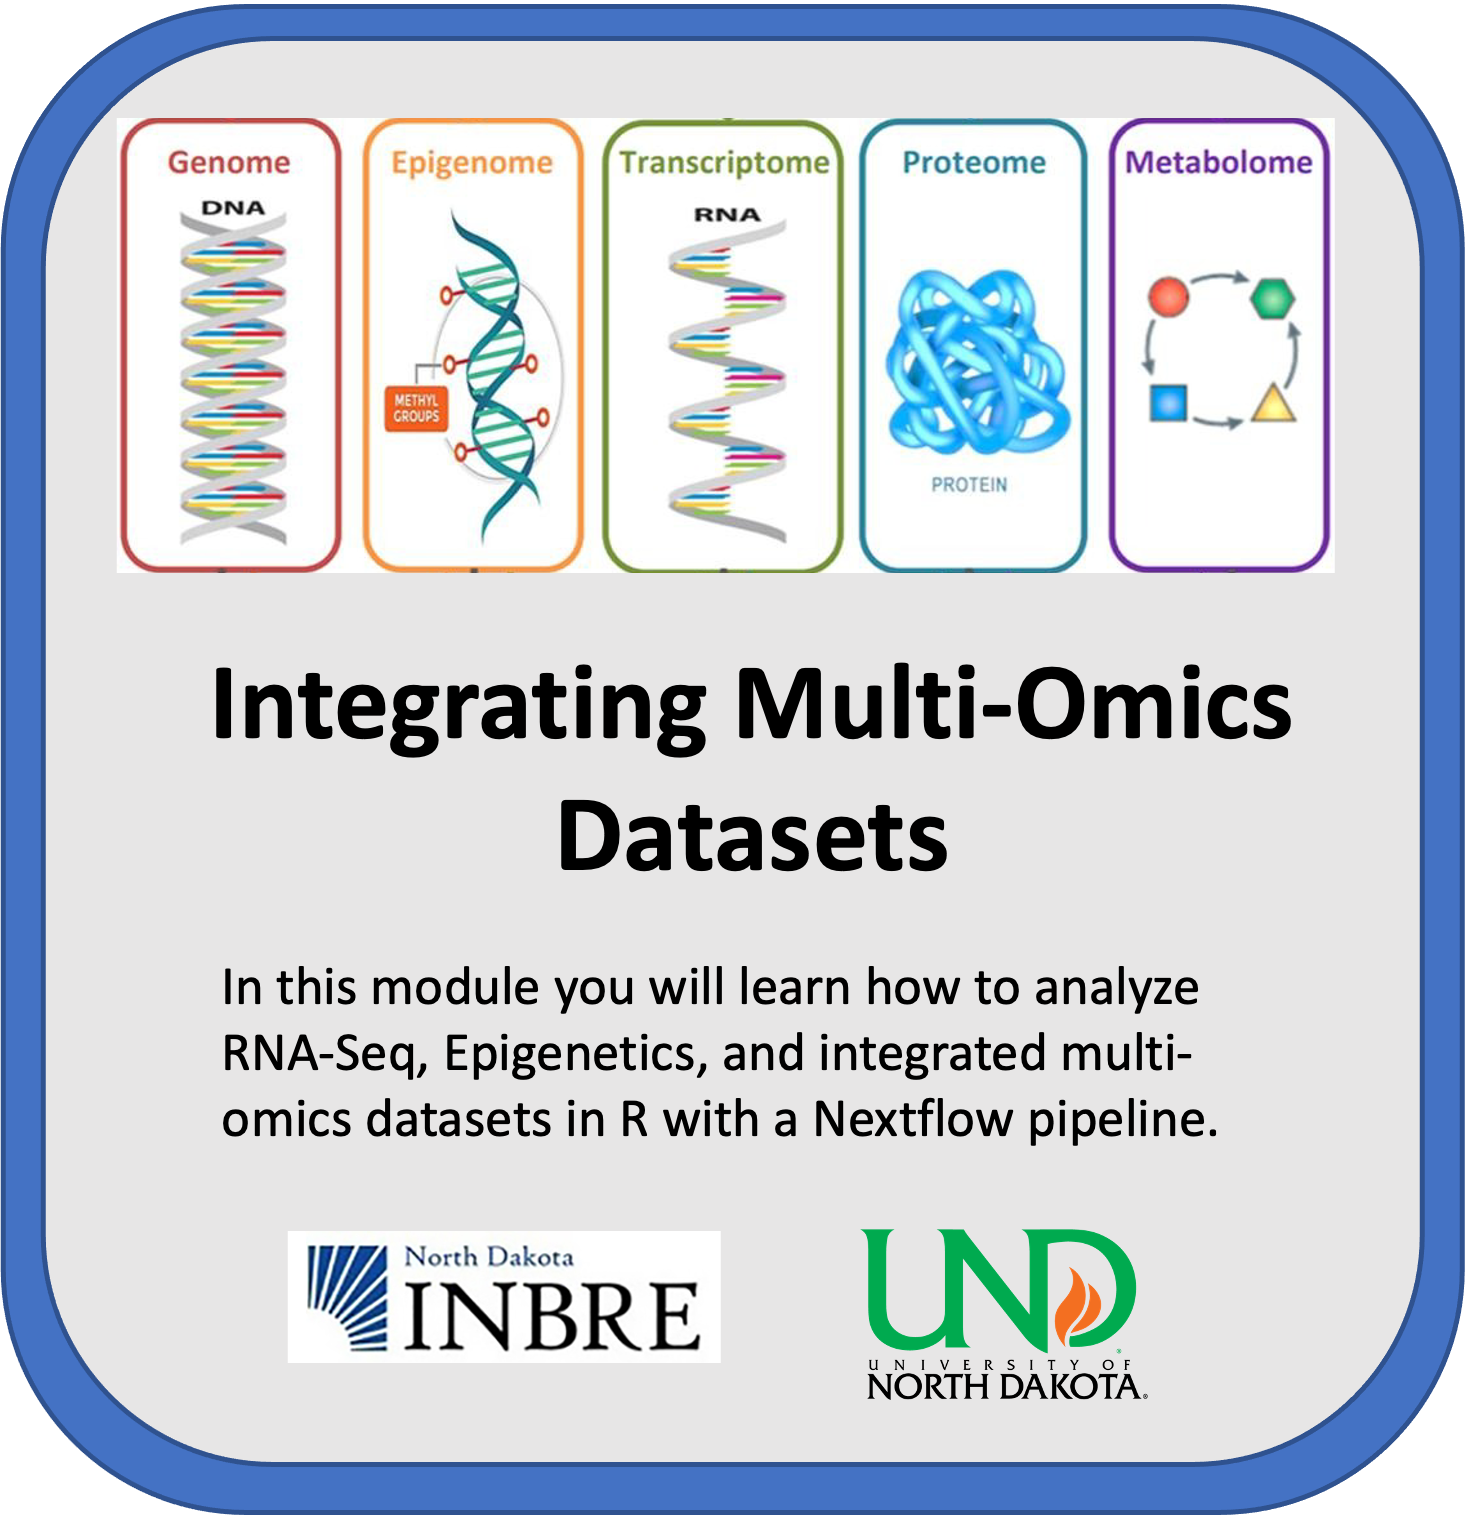 Genome Epigenome Transcriptome Proteome Metabolome
DNA
RNA
METHYL
GROUPS
PROTEIN
Integrating Multi-Omics
Datasets
In this module you will learn how to analyze
RNA-Seq, Epigenetics, and integrated multi-
omics datasets in R with a Nextflow pipeline.
North Dakota
INBRE
UND
®
UNIVERSITY OF
NORTH DAKOTA®